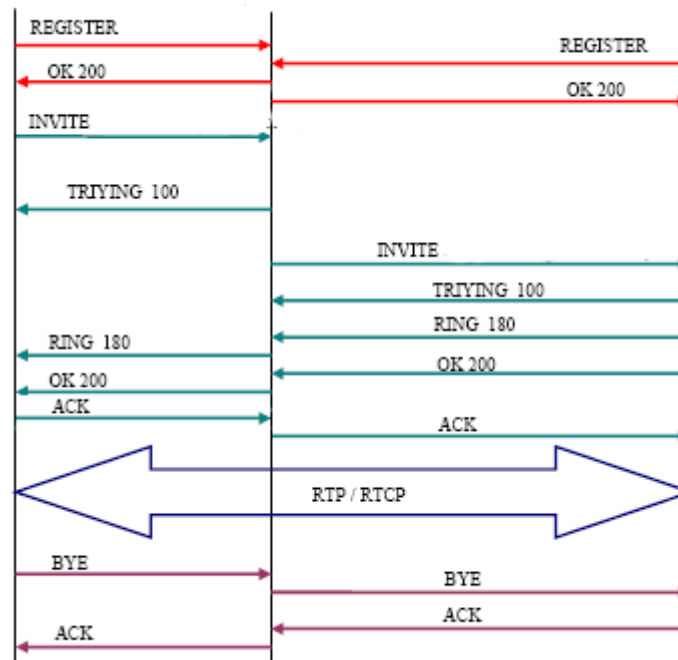 REGISTER
REGISTER
OK 200
OK 200
INVITE
TRIYING 100
INVITE
TRIYING 100
RING 180
RING 180
OK 200
OK 200
ACK
ACK
RTP / RTCP
BYE
BYE
ACK
ACK